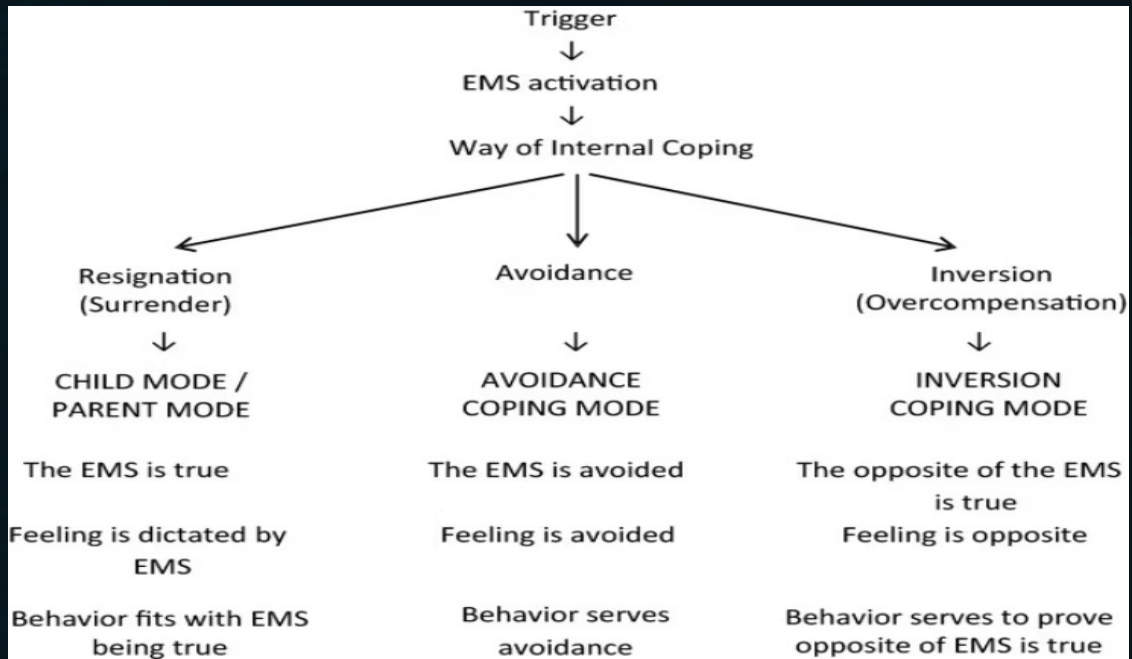 Trigger
EMS activation
Way of Internal Coping
Resignation
(Surrender)
Avoidance
Inversion
(Overcompensation)
CHILD MODE /
PARENT MODE
AVOIDANCE
COPING MODE
INVERSION
COPING MODE
The EMS is true
The EMS is avoided
The opposite of the EMS
is true
Feeling is dictated by
EMS
Feeling is avoided
Feeling is opposite
Behavior fits with EMS
being true
Behavior serves
avoidance
Behavior serves to prove
opposite of EMS is true